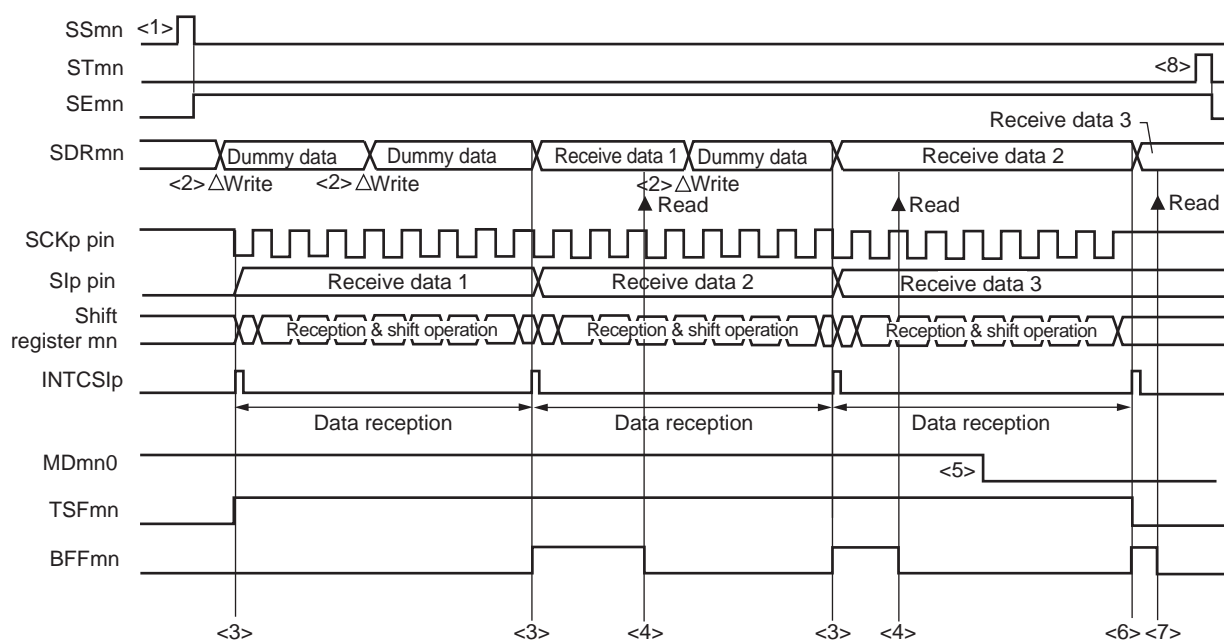 SSmn <1>
STmn <8>
SEmn
Receive data 3
SDRmn Dummy data Dummy data Receive data 1 Dummy data Receive data 2
<2> △Write <2> △Write <2> △Write
▲ Read ▲ Read ▲ Read
SCKp pin
SIp pin Receive data 1 Receive data 2 Receive data 3
Shift
register mn Reception & shift operation Reception & shift operation Reception & shift operation
INTCSIp
Data reception Data reception Data reception
MDmn0 <5>
TSFmn
BFFmn
<3> <3> <4> <3> <4> <6> <7>